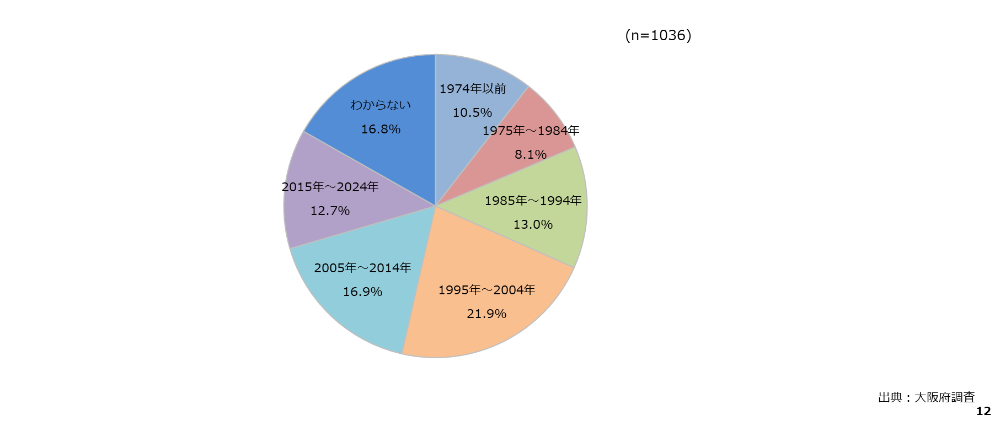 (n=1036)
1974年以前
10.5%
1975年～1984年
8.1%
1985年～1994年
13.0%
1995年～2004年
21.9%
2005年～2014年
16.9%
2015年～2024年
12.7%
わからない
16.8%
出典：大阪府調査
12